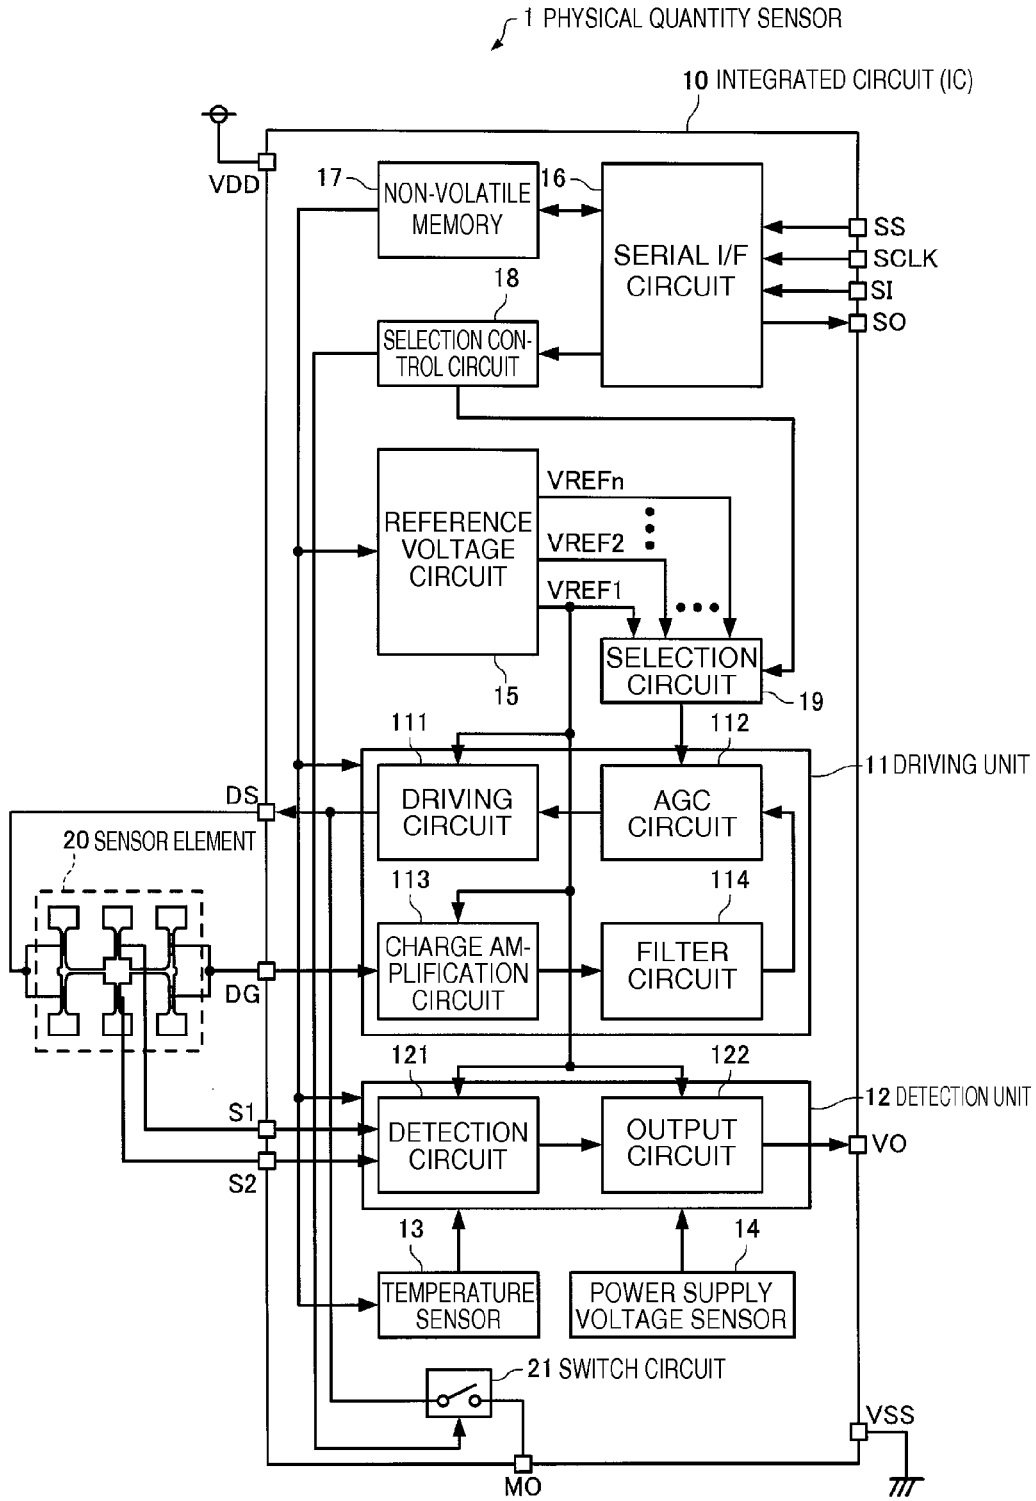 1 PHYSICAL QUANTITY SENSOR
10 INTEGRATED CIRCUIT (IC)
VDD
17
NON-VOLATILE
MEMORY
16
SERIAL I/F
CIRCUIT
SS
SCLK
SI
SO
18
SELECTION CON-
TROL CIRCUIT
REFERENCE
VOLTAGE
CIRCUIT
15
VREFn
VREF2
VREF1
SELECTION
CIRCUIT
19
111
DRIVING
CIRCUIT
112
AGC
CIRCUIT
11 DRIVING UNIT
DS
20 SENSOR ELEMENT
113
CHARGE AM-
PLIFICATION
CIRCUIT
114
FILTER
CIRCUIT
DG
121
DETECTION
CIRCUIT
122
OUTPUT
CIRCUIT
12 DETECTION UNIT
S1
S2
VO
13
TEMPERATURE
SENSOR
14
POWER SUPPLY
VOLTAGE SENSOR
21 SWITCH CIRCUIT
VSS
MO